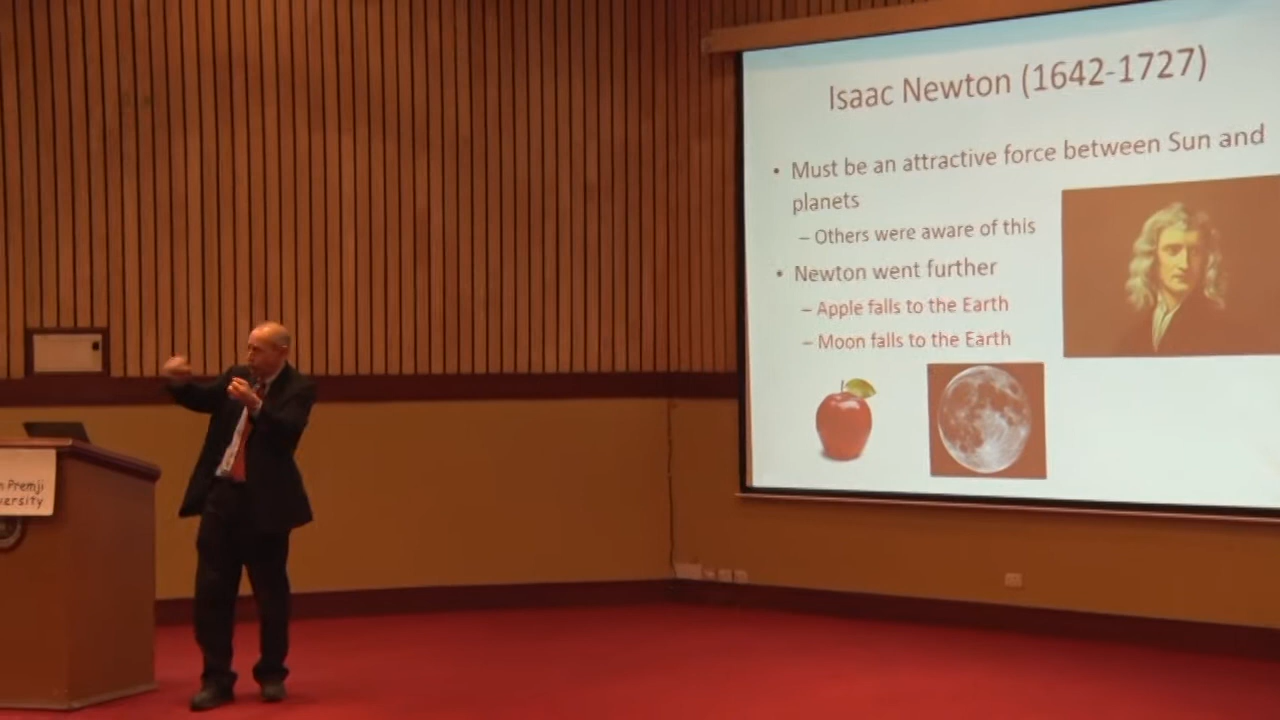 Isaac Newton (1642-1727)
• Must be an attractive force between Sun and
planets
– Others were aware of this
• Newton went further
– Apple falls to the Earth
– Moon falls to the Earth
Premji